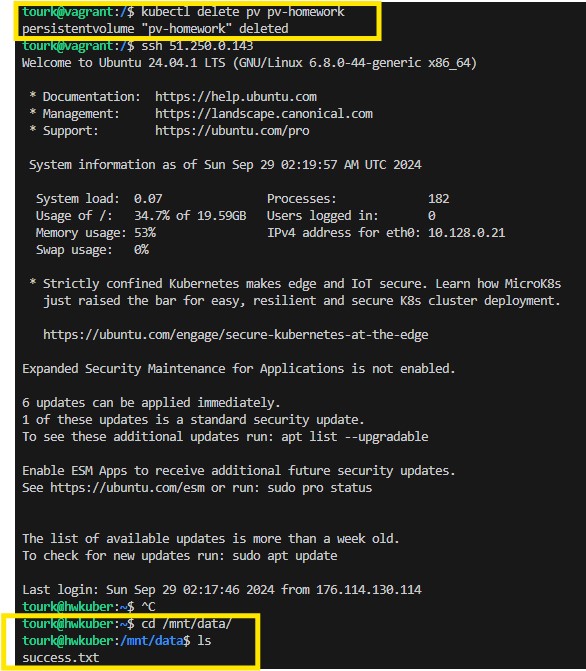 tourk@vagrant:/$ kubectl delete pv pv-homework
persistentvolume "pv-homework" deleted
tourk@vagrant:/$ ssh 51.250.0.143
Welcome to Ubuntu 24.04.1 LTS (GNU/Linux 6.8.0-44-generic x86_64)
* Documentation:  https://help.ubuntu.com
* Management:     https://landscape.canonical.com
* Support:        https://ubuntu.com/pro
System information as of Sun Sep 29 02:19:57 AM UTC 2024
System load:  0.07               Processes:             182
Usage of /:   34.7% of 19.59GB   Users logged in:       0
Memory usage: 53%                IPv4 address for eth0: 10.128.0.21
Swap usage:   0%
* Strictly confined Kubernetes makes edge and IoT secure. Learn how MicroK8s
just raised the bar for easy, resilient and secure K8s cluster deployment.
https://ubuntu.com/engage/secure-kubernetes-at-the-edge
Expanded Security Maintenance for Applications is not enabled.
6 updates can be applied immediately.
1 of these updates is a standard security update.
To see these additional updates run: apt list --upgradable
Enable ESM Apps to receive additional future security updates.
See https://ubuntu.com/esm or run: sudo pro status
The list of available updates is more than a week old.
To check for new updates run: sudo apt update
Last login: Sun Sep 29 02:17:46 2024 from 176.114.130.114
tourk@hwkuber:~$ ^C
tourk@hwkuber:~$ cd /mnt/data/
tourk@hwkuber:/mnt/data$ ls
success.txt